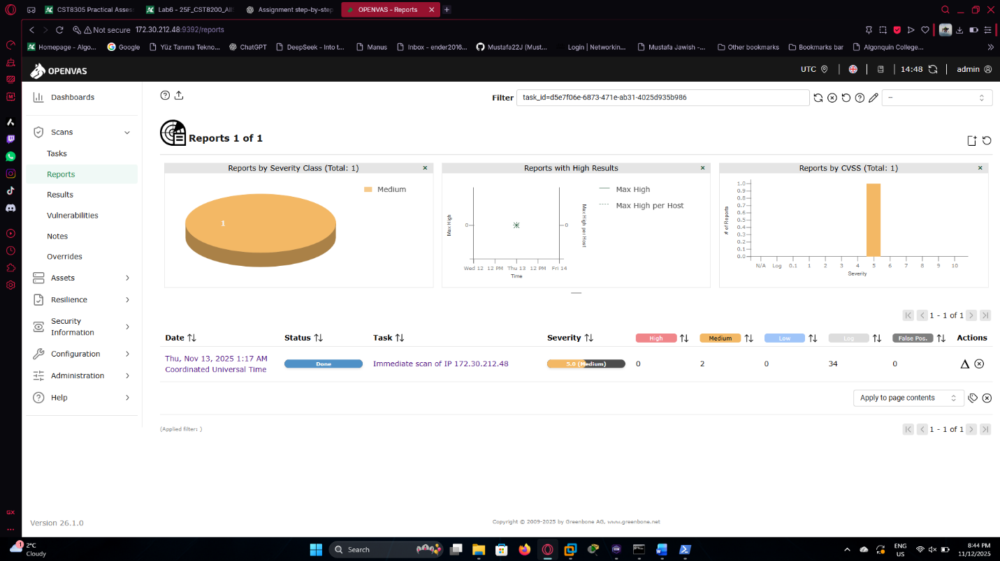 CST8305 Practical Asses
Lab6 - 25F_CST8200_All
Assignment step-by-step
OPENVAS - Reports
Not secure 172.30.212.48:9392/reports
Homepage - Algo...
Google
Yüz Tanıma Tekno...
ChatGPT
DeepSeek - Into t...
Manus
Inbox - ender2016...
Mustafa22J (Must...
Login | Networkin...
Mustafa Jawish - ...
Other bookmarks
Bookmarks bar
Algonquin College...
OPENVAS
UTC
14:48
admin
Dashboards
Scans
Tasks
Reports
Results
Vulnerabilities
Notes
Overrides
Assets
Resilience
Security
Information
Configuration
Administration
Help
Version 26.1.0
Filter
task_id=d5e7f06e-6873-471e-ab31-4025d935b986
--
Reports 1 of 1
Reports by Severity Class (Total: 1)
Medium
1
Reports with High Results
Max High
Max High per Host
Max High
0
0
Max High per Host
Wed 12 12 PM Thu 13 12 PM Fri 14
Time
Reports by CVSS (Total: 1)
# of Reports
1.0
0.9
0.8
0.7
0.6
0.5
0.4
0.3
0.2
0.1
0.0
N/A Log 0.1 1 2 3 4 5 6 7 8 9 10
Severity
1 - 1 of 1
Date Status Task Severity High Medium Low Log False Pos. Actions
Thu, Nov 13, 2025 1:17 AM
Coordinated Universal Time
Done
Immediate scan of IP 172.30.212.48
5.0 (Medium)
0 2 0 34 0
Apply to page contents
(Applied filter: )
1 - 1 of 1
Copyright © 2009-2025 by Greenbone AG, www.greenbone.net
GX
1
2°C
Cloudy
Search
ENG
US
8:44 PM
11/12/2025